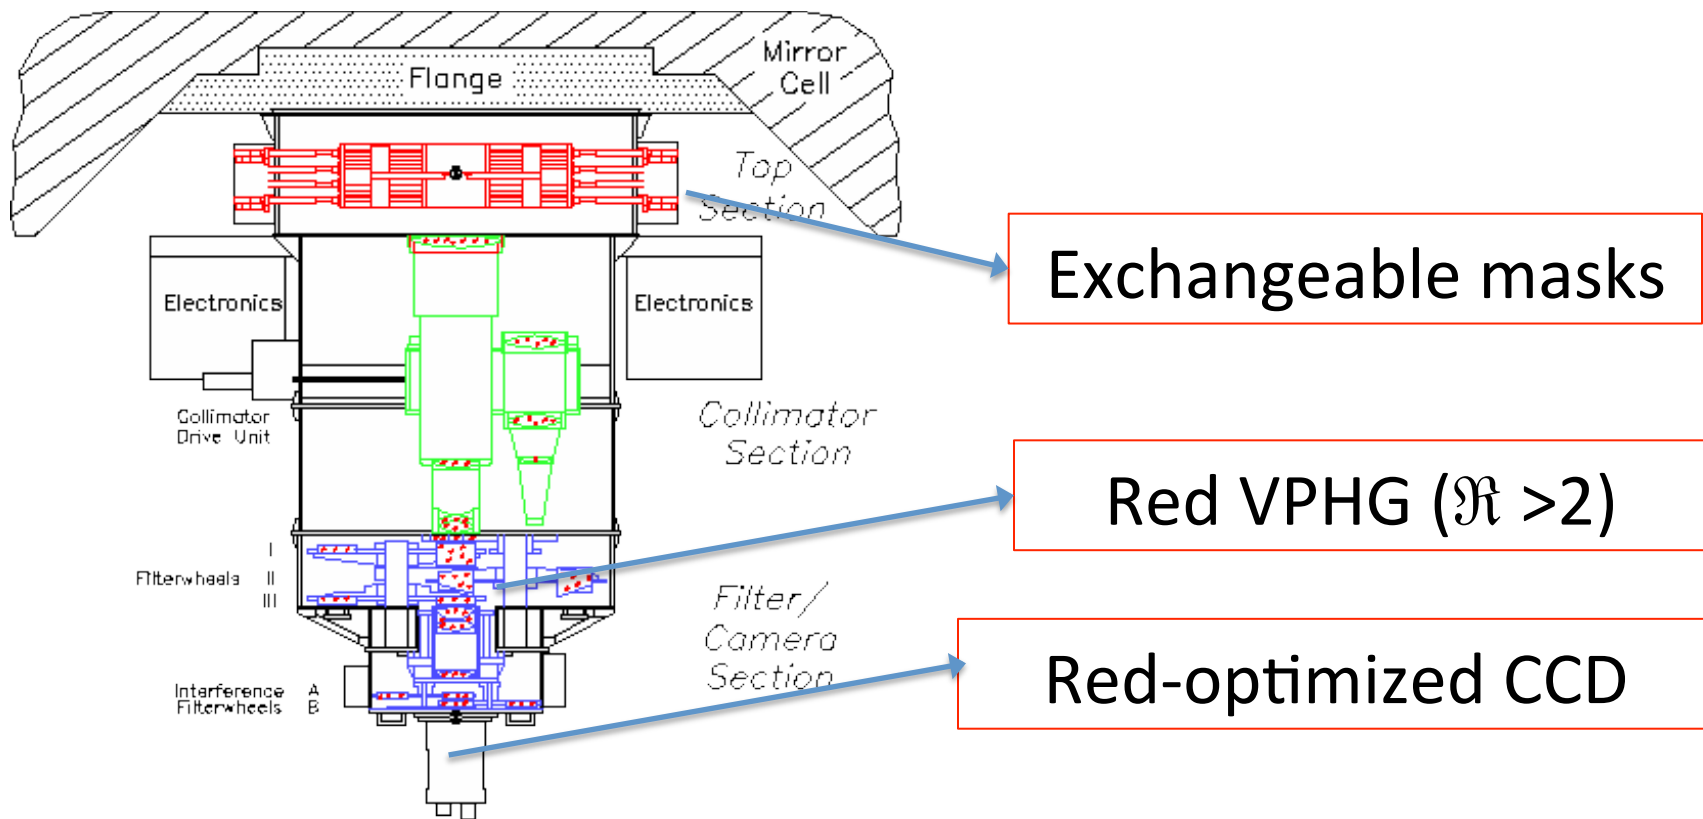 Mirror
Cell
Flange
Top
Section
Exchangeable masks
Electronics
Electronics
Collimator
Drive Unit
Collimator
Section
Red VPHG (ℜ >2)
I
Filterwheels II
III
Filter/
Camera
Section
Red-optimized CCD
Interference A
Filterwheels B